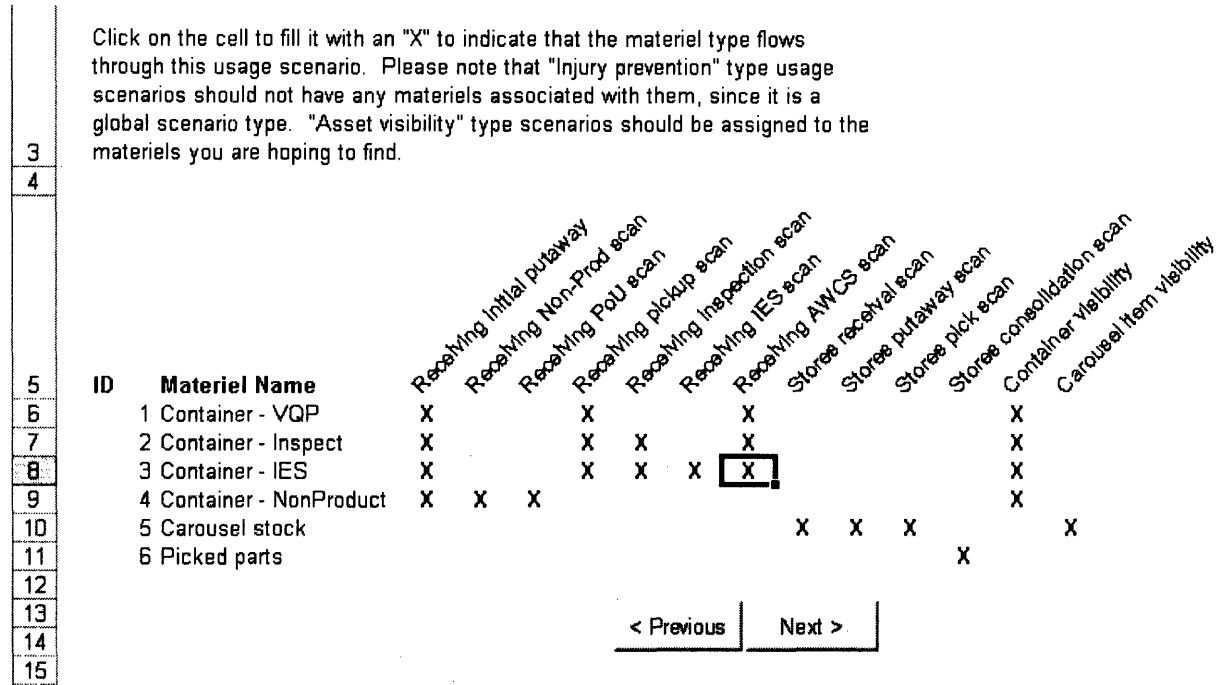 Click on the cell to fill it with an "X" to indicate that the materiel type flows
through this usage scenario. Please note that "Injury prevention" type usage
scenarios should not have any materiels associated with them, since it is a
global scenario type. "Asset visibility" type scenarios should be assigned to the
3 materiels you are hoping to find.
4
Receiving initial putaway
Receiving Non-Prod scan
Receiving PoU scan
Receiving pickup scan
Receiving Inspection scan
Receiving IES scan
Receiving AWCS scan
Stores receival scan
Stores putaway scan
Stores pick scan
Stores consolidation scan
Container visibility
Carousel item visibility
5 ID Materiel Name
6 1 Container - VQP X X X X
7 2 Container - Inspect X X X X X
8 3 Container - IES X X X X X X
9 4 Container - NonProduct X X X X
10 5 Carousel stock X X X X
11 6 Picked parts X
12
13
< Previous Next >
14
15